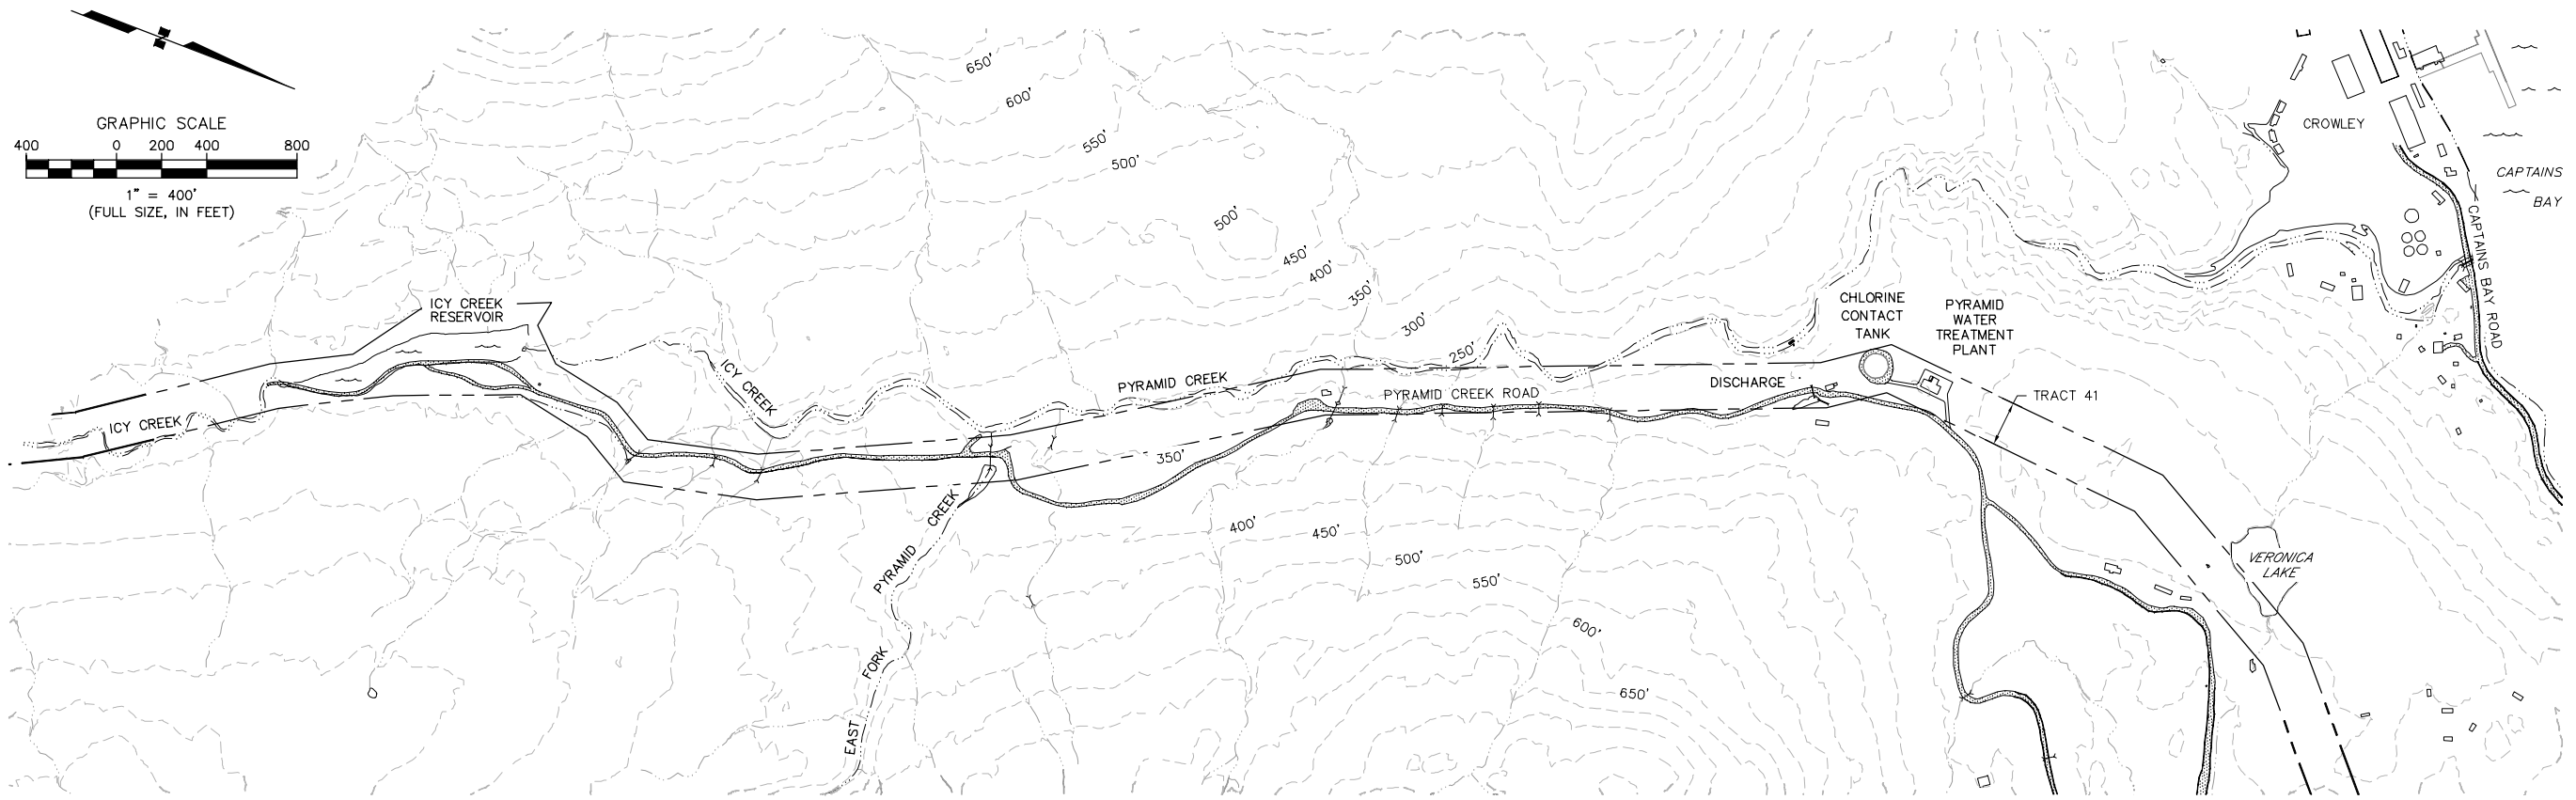 GRAPHIC SCALE
400 0 200 400 800
1" = 400'
(FULL SIZE, IN FEET)
650'
600'
550'
500'
500'
450'
400'
350'
300'
250'
CROWLEY
CAPTAINS
BAY
CAPTAINS BAY ROAD
ICY CREEK
RESERVOIR
ICY CREEK
ICY CREEK
PYRAMID CREEK
PYRAMID CREEK ROAD
DISCHARGE
CHLORINE
CONTACT
TANK
PYRAMID
WATER
TREATMENT
PLANT
TRACT 41
350'
EAST FORK PYRAMID CREEK
400'
450'
500'
550'
600'
650'
VERONICA
LAKE